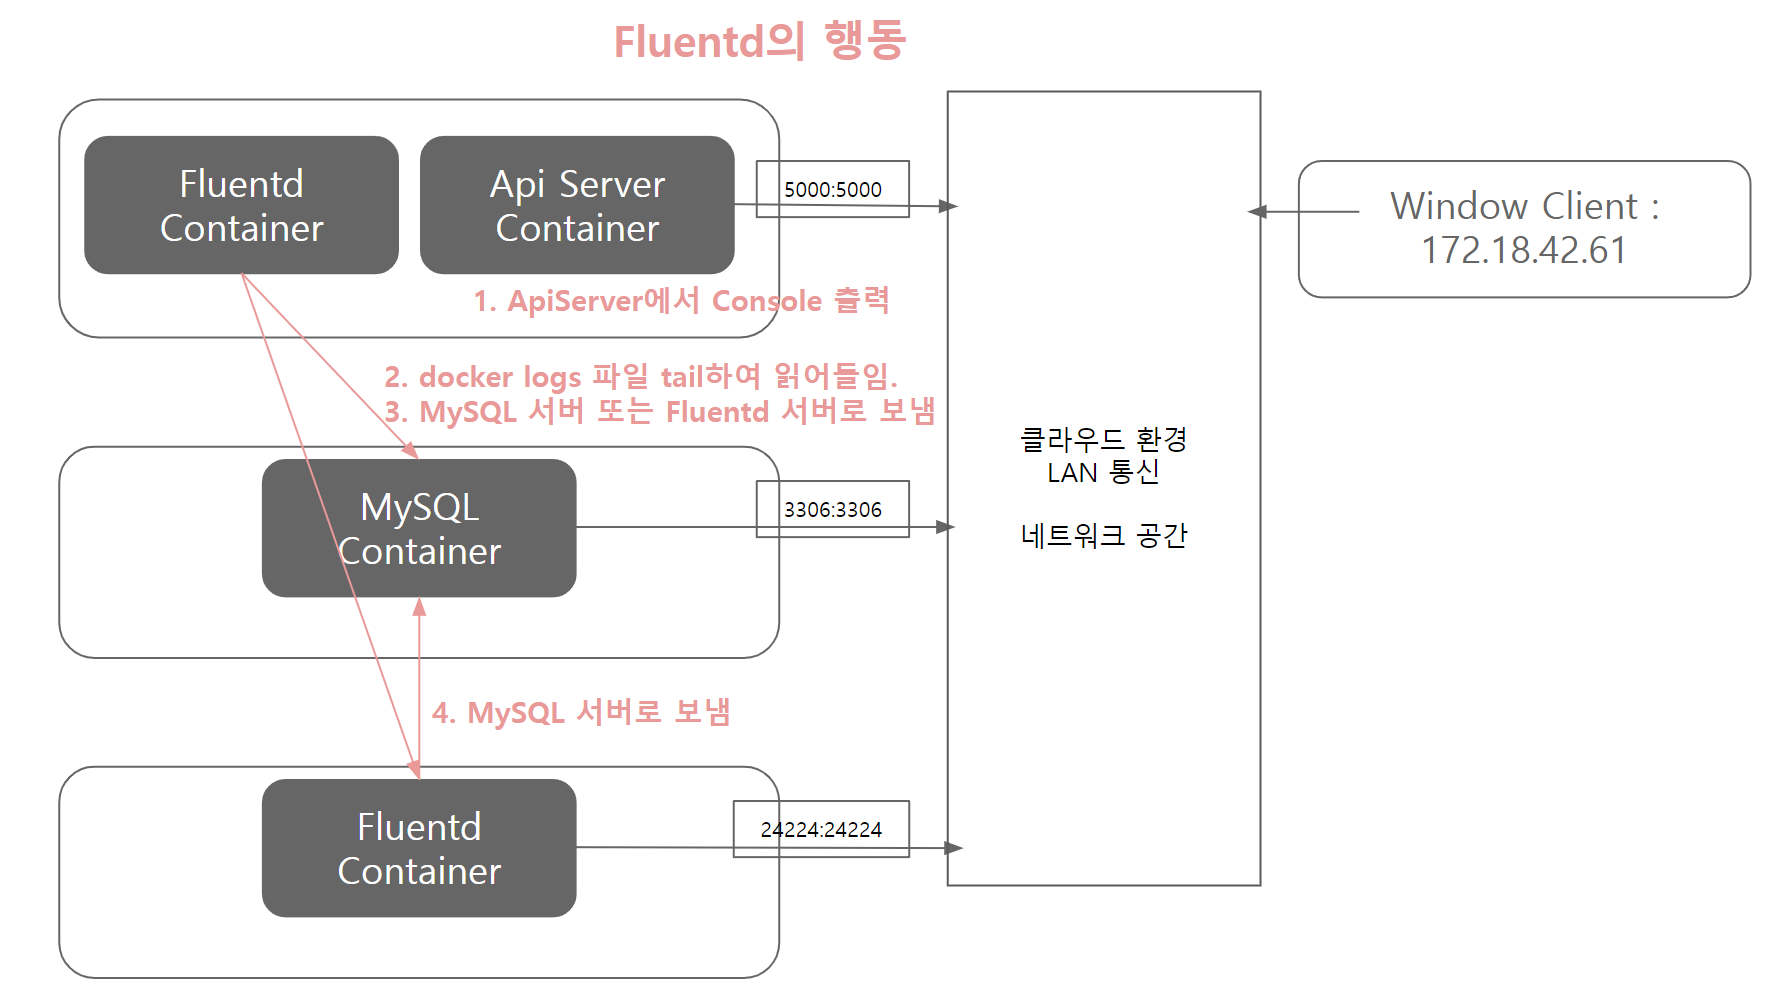 Fluentd의 행동
Fluentd
Container
Api Server
Container
5000:5000
Window Client :
172.18.42.61
1. ApiServer에서 Console 출력
2. docker logs 파일 tail하여 읽어들임.
3. MySQL 서버 또는 Fluentd 서버로 보냄
MySQL
Container
3306:3306
클라우드 환경
LAN 통신
네트워크 공간
4. MySQL 서버로 보냄
Fluentd
Container
24224:24224